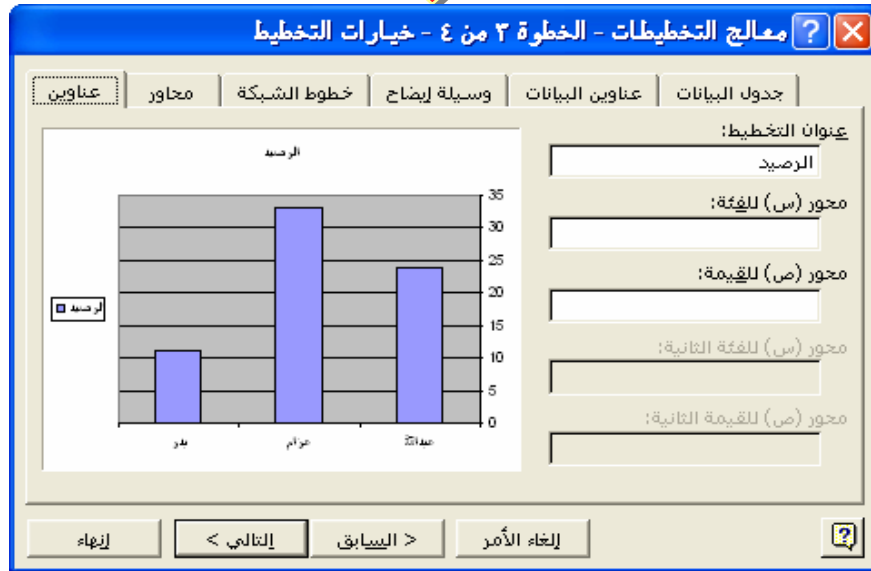 معالج التخطيطات - الخطوة ٣ من ٤ - خيارات التخطيط
عناوين
محاور
خطوط الشبكة
وسيلة إيضاح
عناوين البيانات
جدول البيانات
عنوان التخطيط:
الرصيد
محور (س) للفئة:
محور (ص) للقيمة:
محور (س) للفئة الثانية:
محور (ص) للقيمة الثانية:
الرصيد
35
30
25
20
15
10
5
0
عبدالله
عزام
بدر
الرصيد
إلغاء الأمر
< السابق
التالي >
إنهاء